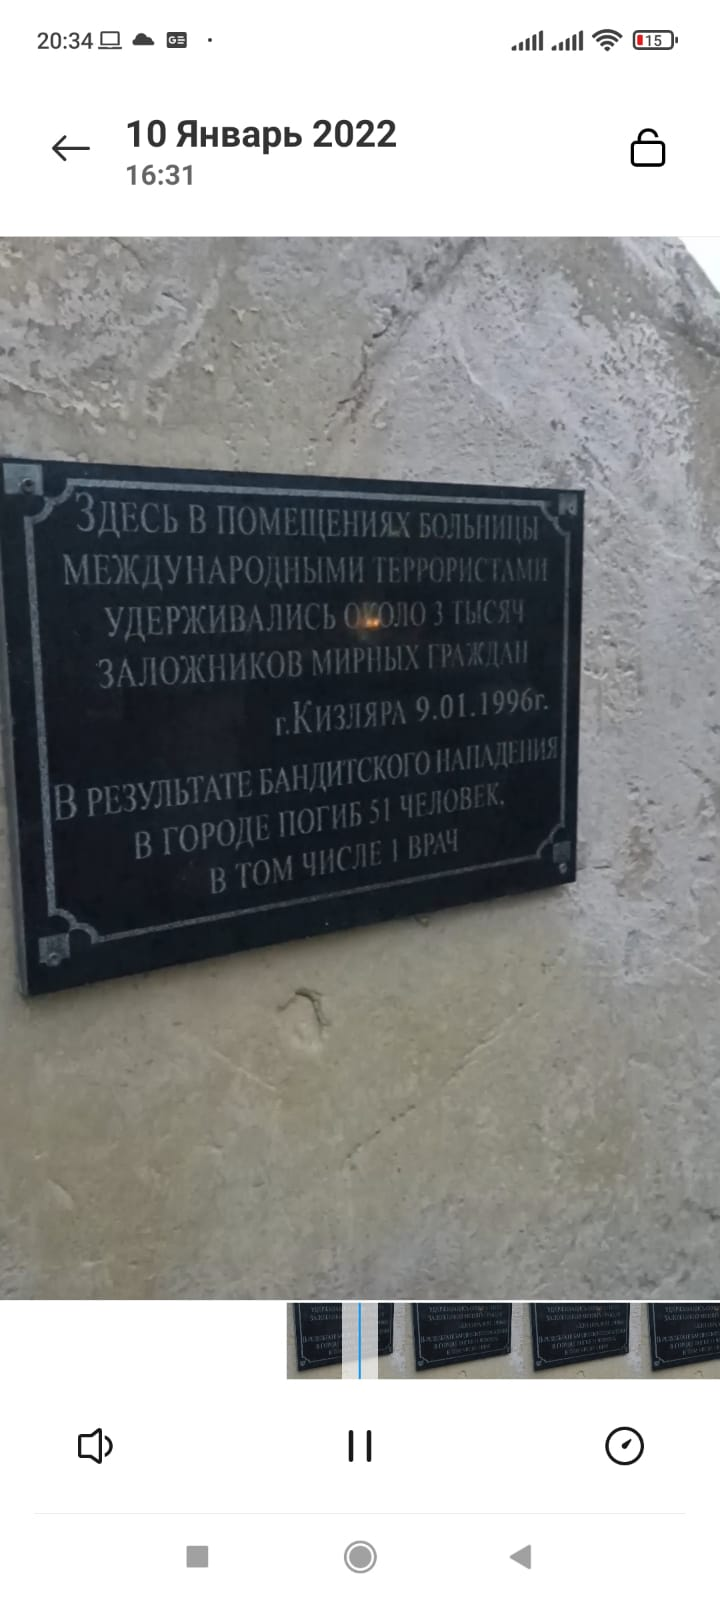 20:34
15
10 Январь 2022
16:31
ЗДЕСЬ В ПОМЕЩЕНИЯХ БОЛЬНИЦЫ
МЕЖДУНАРОДНЫМИ ТЕРРОРИСТАМИ
УДЕРЖИВАЛИСЬ ОКОЛО 3 ТЫСЯЧ
ЗАЛОЖНИКОВ МИРНЫХ ГРАЖДАН
г.КИЗЛЯРА 9.01.1996г.
В РЕЗУЛЬТАТЕ БАНДИТСКОГО НАПАДЕНИЯ
В ГОРОДЕ ПОГИБ 51 ЧЕЛОВЕК,
В ТОМ ЧИСЛЕ 1 ВРАЧ